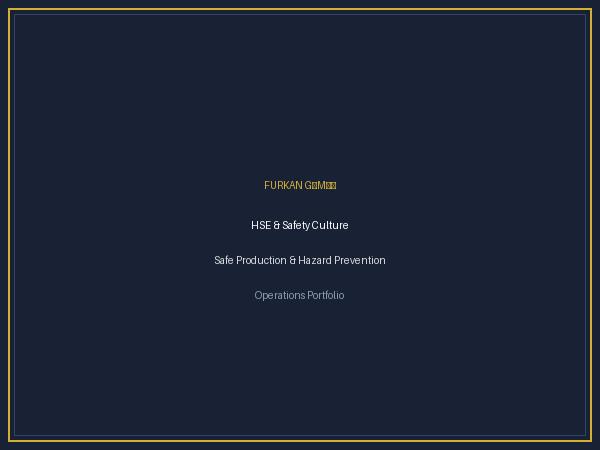 FURKAN G▯M▯▯
HSE & Safety Culture
Safe Production & Hazard Prevention
Operations Portfolio